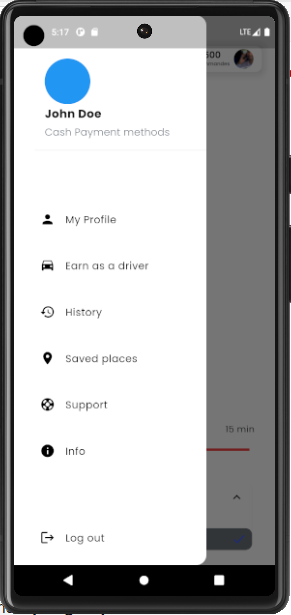 5:17
LTE
John Doe
Cash Payment methods
My Profile
Earn as a driver
History
Saved places
Support
Info
15 min
Log out